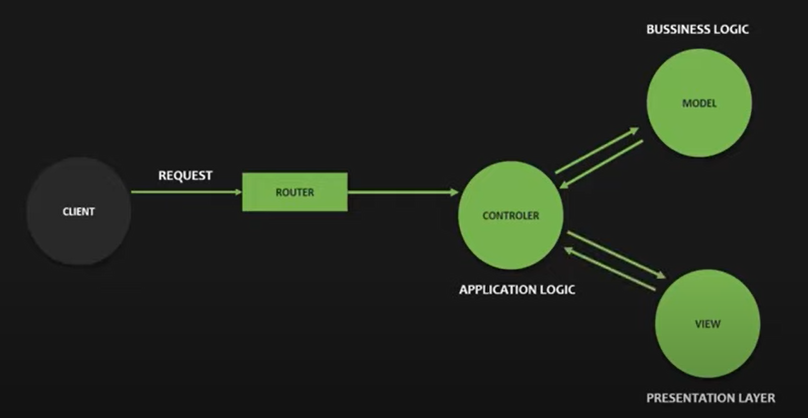 BUSSINESS LOGIC
MODEL
REQUEST
CLIENT
ROUTER
CONTROLER
APPLICATION LOGIC
VIEW
PRESENTATION LAYER